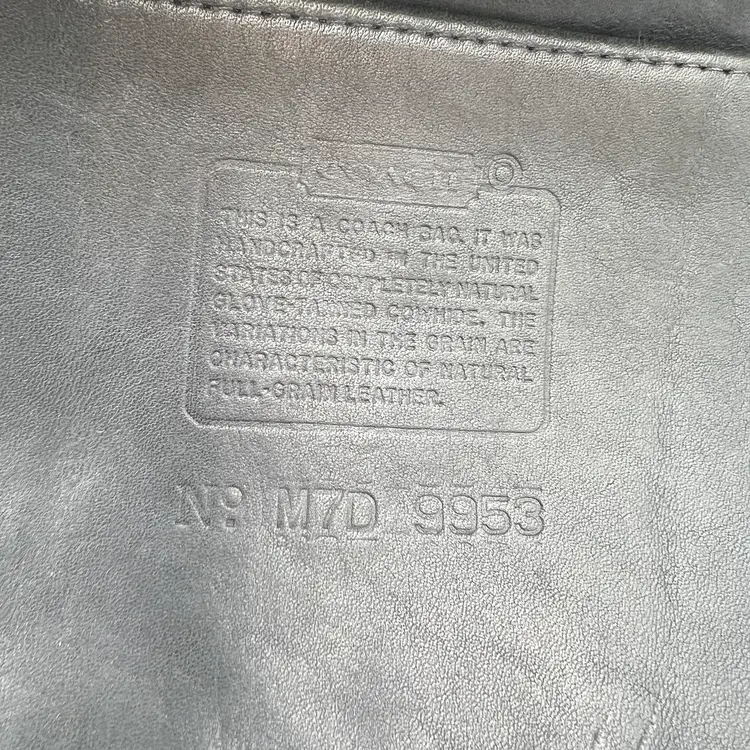 COACH
THIS IS A COACH BAG. IT WAS
HANDCRAFTED IN THE UNITED
STATES OF COMPLETELY NATURAL
GLOVE-TANNED COWHIDE. THE
VARIATIONS IN THE GRAIN ARE
CHARACTERISTIC OF NATURAL
FULL-GRAIN LEATHER.
No. M7D 9953